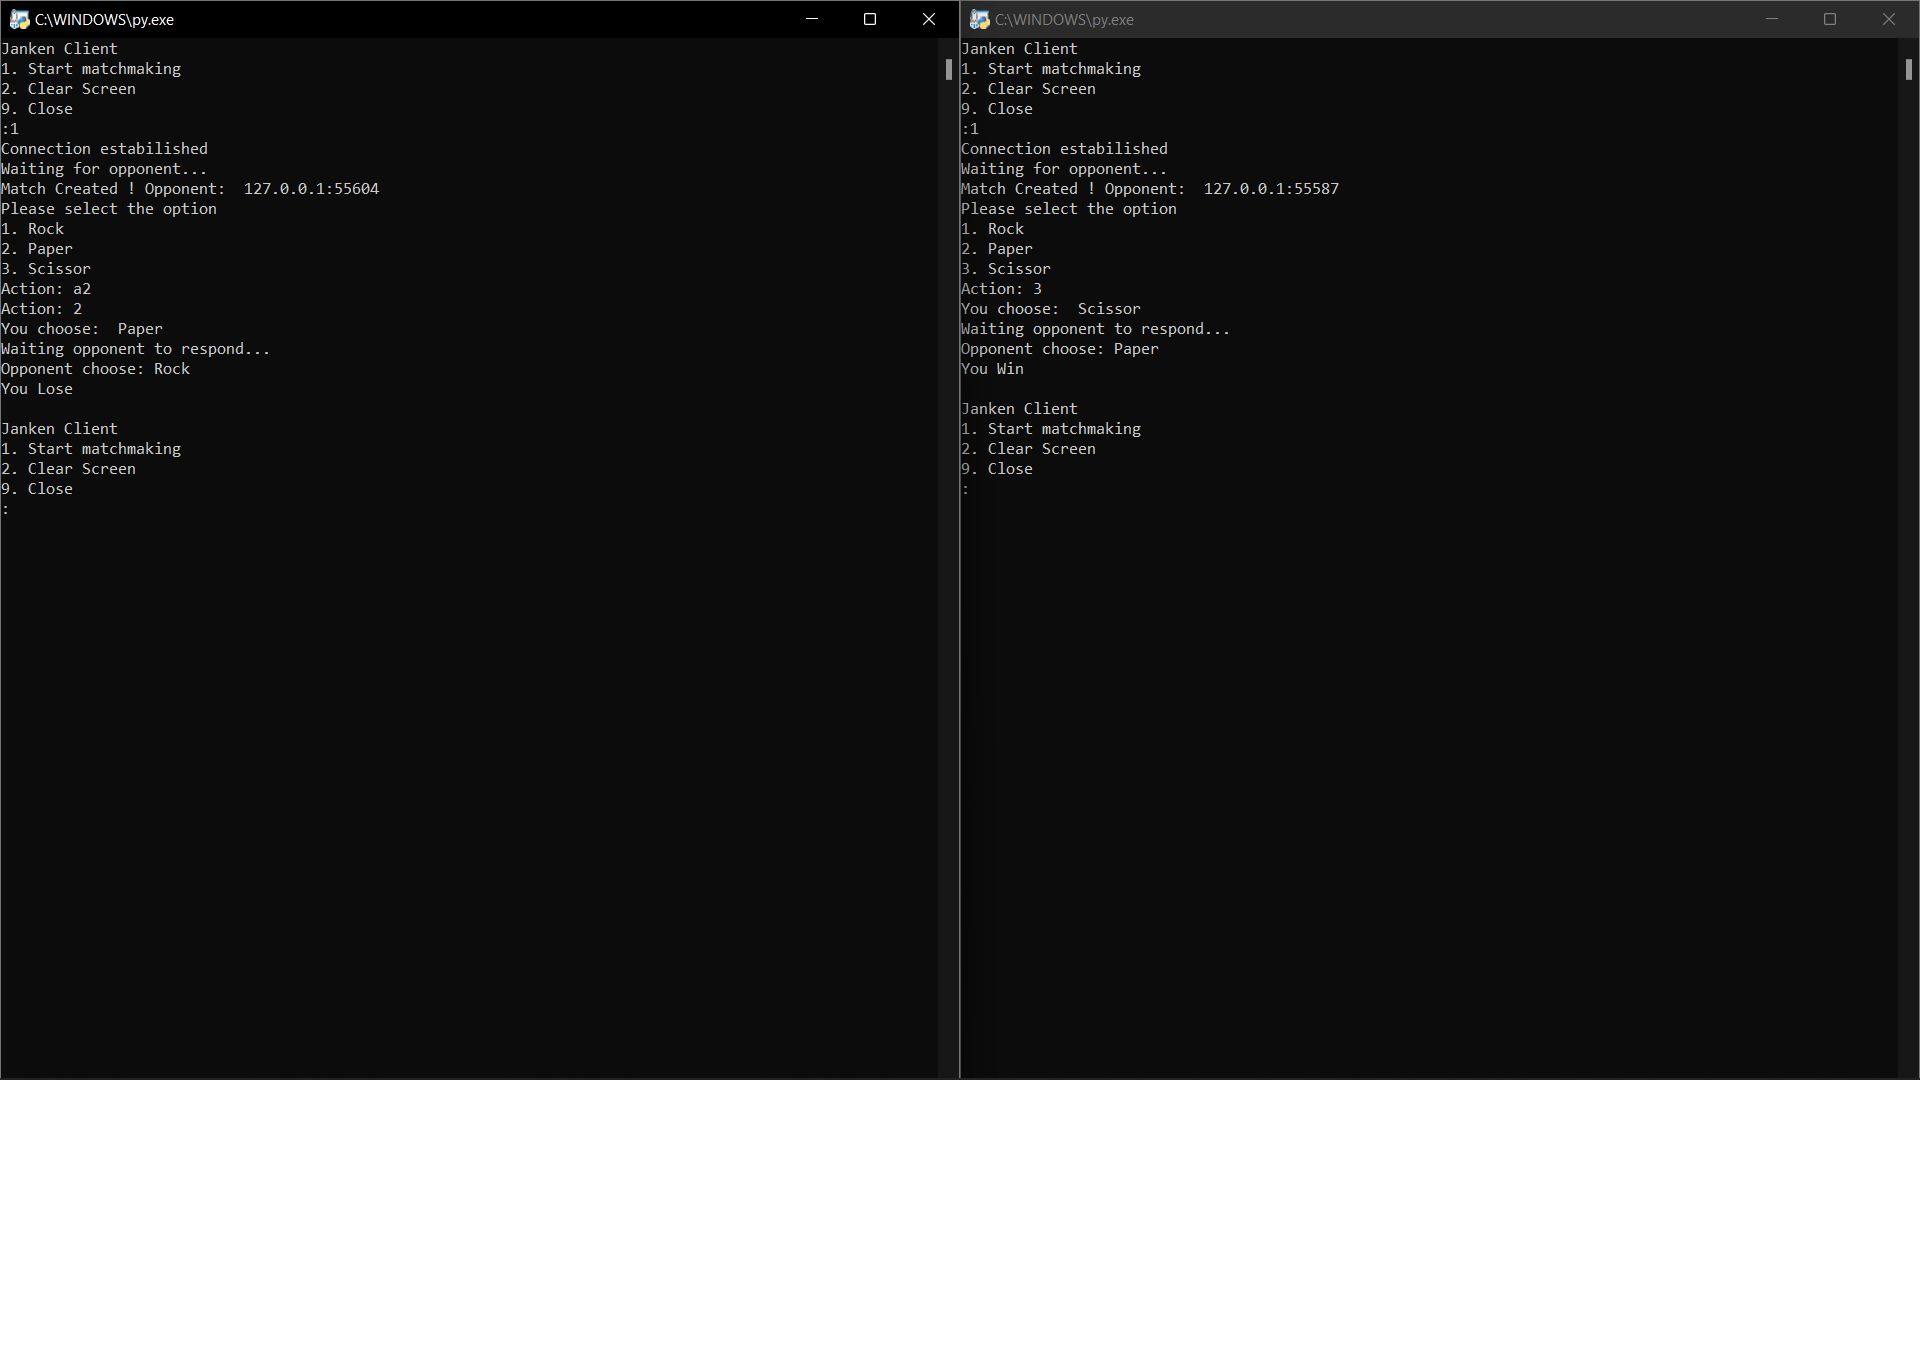 C:\WINDOWS\py.exe
Janken Client
1. Start matchmaking
2. Clear Screen
9. Close
:1
Connection estabilished
Waiting for opponent...
Match Created ! Opponent:  127.0.0.1:55604
Please select the option
1. Rock
2. Paper
3. Scissor
Action: a2
Action: 2
You choose:  Paper
Waiting opponent to respond...
Opponent choose: Rock
You Lose

Janken Client
1. Start matchmaking
2. Clear Screen
9. Close
:
C:\WINDOWS\py.exe
Janken Client
1. Start matchmaking
2. Clear Screen
9. Close
:1
Connection estabilished
Waiting for opponent...
Match Created ! Opponent:  127.0.0.1:55587
Please select the option
1. Rock
2. Paper
3. Scissor
Action: 3
You choose:  Scissor
Waiting opponent to respond...
Opponent choose: Paper
You Win

Janken Client
1. Start matchmaking
2. Clear Screen
9. Close
: